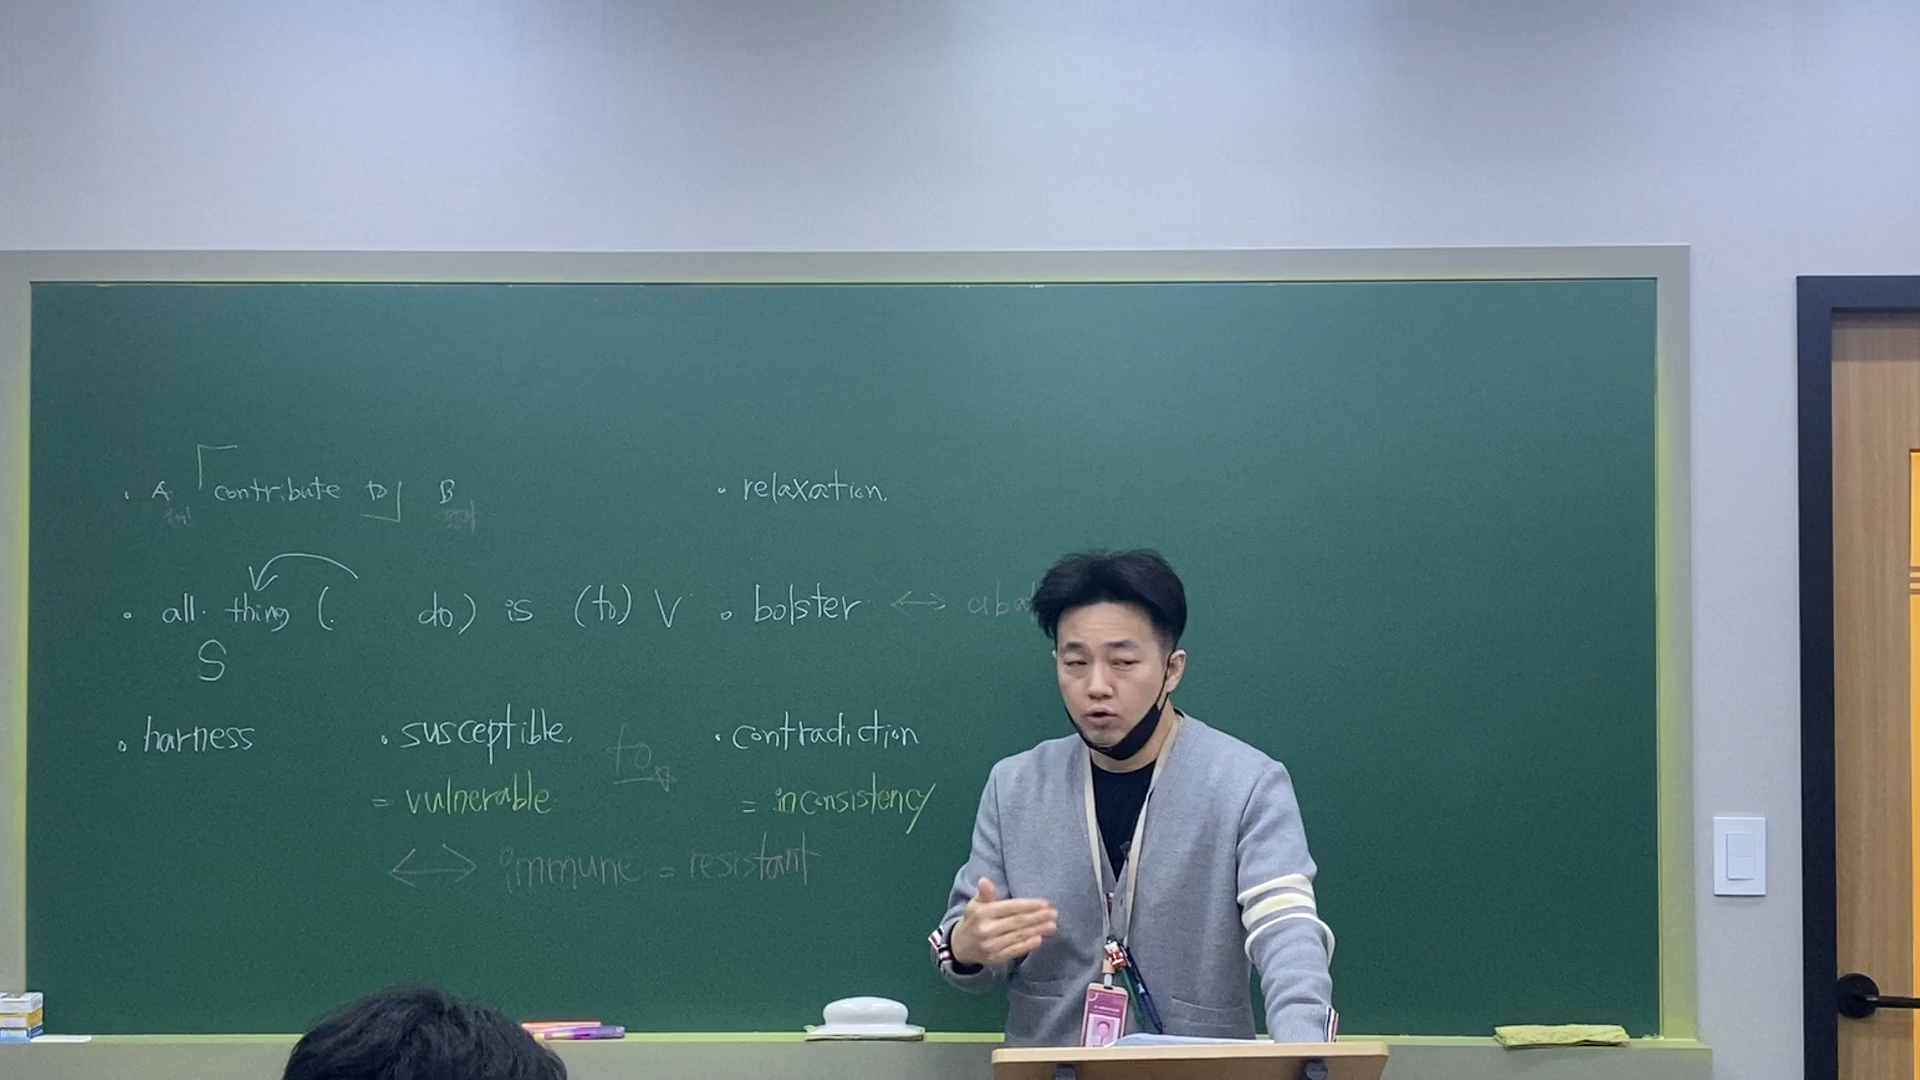 · A 「contribute to」 B
· relaxation.
· all thing ( do) is (to) V
S
· bolster ↔
· harness
· susceptible. to
= vulnerable
↔ immune = resistant
· contradiction
= inconsistency